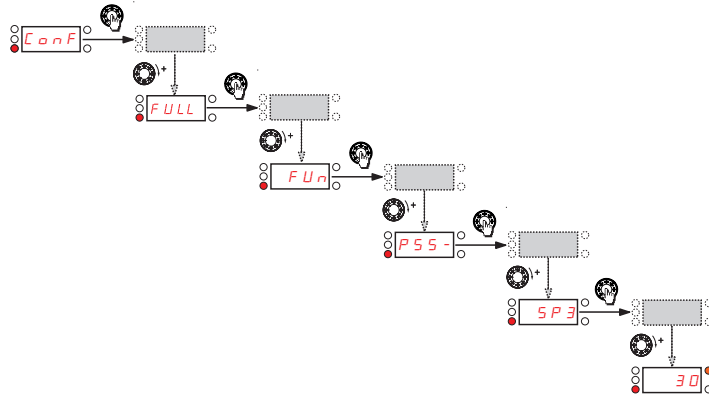 ConF
+
FULL
+
FUn
+
PSS-
+
SP3
+
30